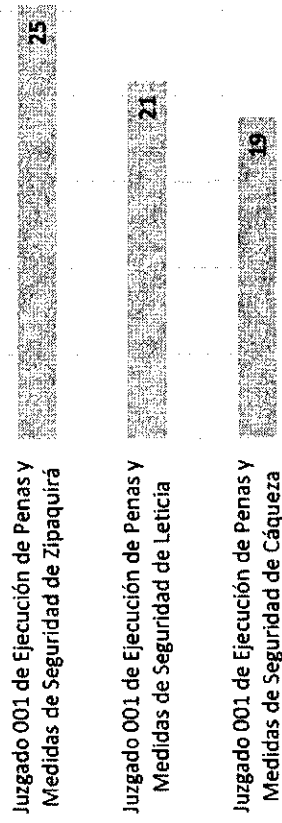 Juzgado 001 de Ejecución de Penas y
Medidas de Seguridad de Zipaquirá
25
Juzgado 001 de Ejecución de Penas y
Medidas de Seguridad de Leticia
21
Juzgado 001 de Ejecución de Penas y
Medidas de Seguridad de Cáqueza
19